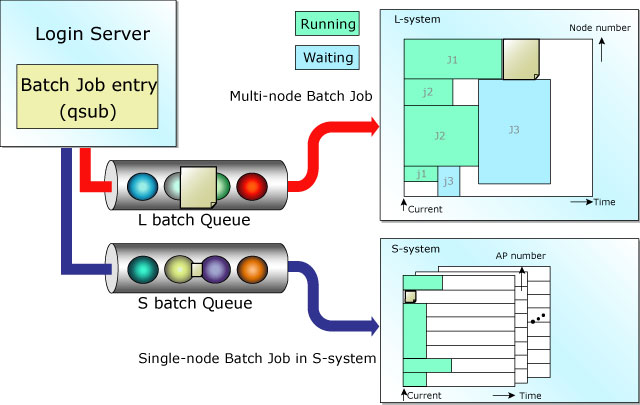 Login Server
Batch Job entry
(qsub)
Running
Waiting
Multi-node Batch Job
L batch Queue
S batch Queue
Single-node Batch Job in S-system
L-system
Node number
J1
j2
J2
J3
j1
j3
Current
Time
S-system
AP number
Current
Time